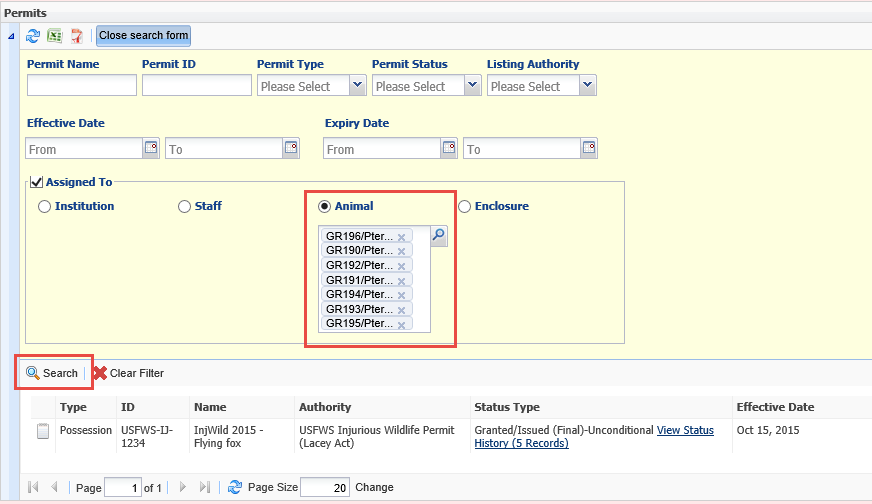 Permits
Close search form
Permit Name Permit ID Permit Type Permit Status Listing Authority
Please Select Please Select Please Select
Effective Date Expiry Date
From To From To
Assigned To
Institution Staff Animal Enclosure
GR196/Pter...
GR190/Pter...
GR192/Pter...
GR191/Pter...
GR194/Pter...
GR193/Pter...
GR195/Pter...
Search Clear Filter
Type ID Name Authority Status Type Effective Date
Possession USFWS-IJ- InjWild 2015 - USFWS Injurious Wildlife Permit Granted/Issued (Final)-Unconditional View Status Oct 15, 2015
1234 Flying fox (Lacey Act) History (5 Records)
Page 1 of 1 Page Size 20 Change